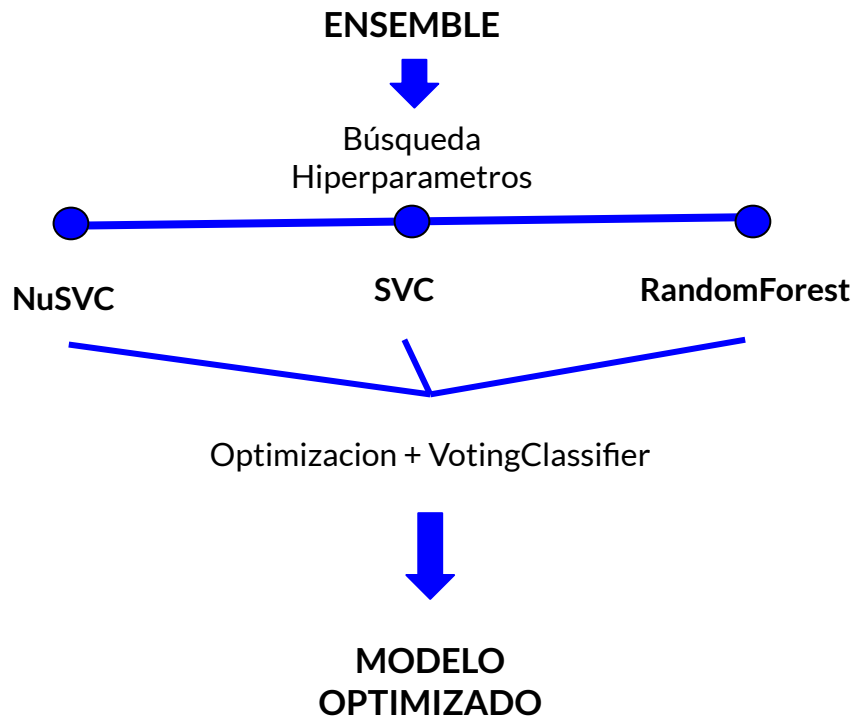 ENSEMBLE
Búsqueda
Hiperparametros
NuSVC
SVC
RandomForest
Optimizacion + VotingClassifier
MODELO
OPTIMIZADO